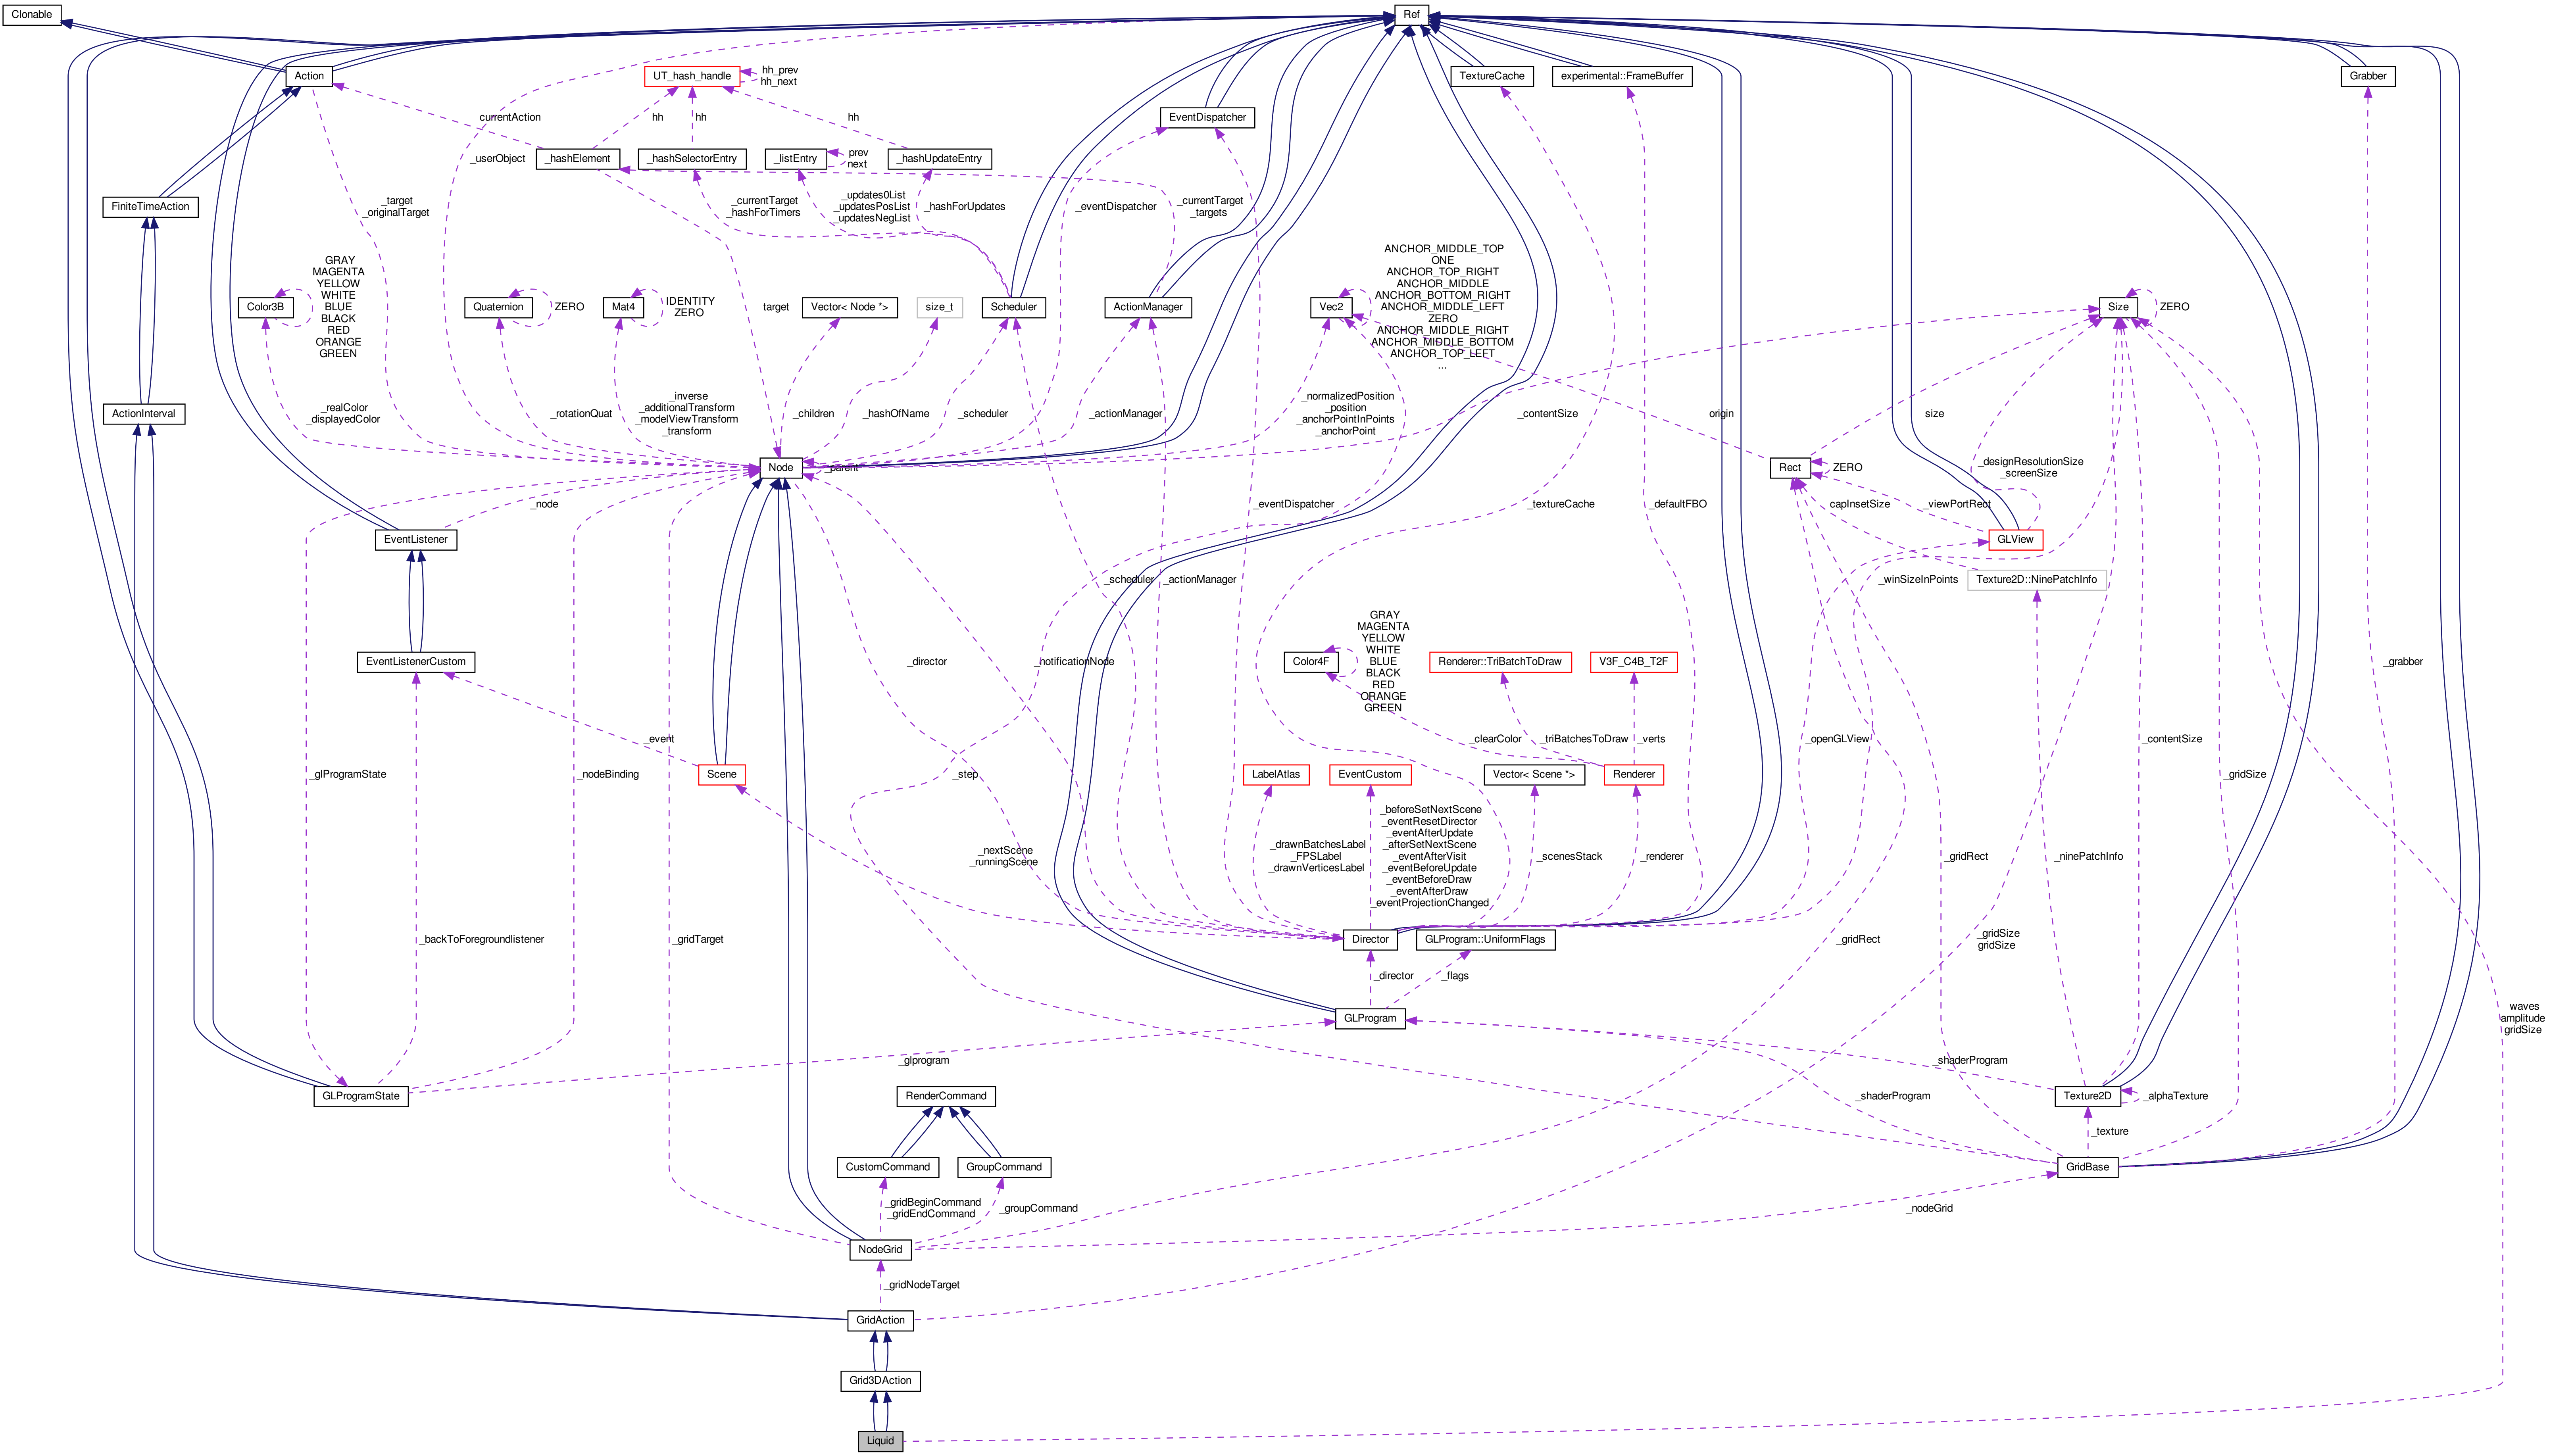 Clonable
Ref
Action
UT_hash_handle
hh_prev
hh_next
TextureCache
experimental::FrameBuffer
Grabber
EventDispatcher
currentAction
hh
hh
hh
_userObject
_hashElement
_hashSelectorEntry
_listEntry
prev
next
_hashUpdateEntry
FiniteTimeAction
_target
_originalTarget
_currentTarget
_hashForTimers
_updates0List
_updatesPosList
_updatesNegList
_hashForUpdates
_eventDispatcher
_currentTarget
_targets
GRAY
MAGENTA
YELLOW
WHITE
BLUE
BLACK
RED
ORANGE
GREEN
ANCHOR_MIDDLE_TOP
ONE
ANCHOR_TOP_RIGHT
ANCHOR_MIDDLE
ANCHOR_BOTTOM_RIGHT
ANCHOR_MIDDLE_LEFT
ZERO
ANCHOR_MIDDLE_RIGHT
ANCHOR_MIDDLE_BOTTOM
ANCHOR_TOP_LEFT
...
Color3B
Quaternion
ZERO
Mat4
IDENTITY
ZERO
target
Vector< Node *>
size_t
Scheduler
ActionManager
Vec2
Size
ZERO
ActionInterval
_realColor
_displayedColor
_rotationQuat
_inverse
_additionalTransform
_modelViewTransform
_transform
_children
_hashOfName
_scheduler
_actionManager
_normalizedPosition
_position
_anchorPointInPoints
_anchorPoint
_contentSize
origin
size
Node
_parent
Rect
ZERO
_designResolutionSize
_screenSize
_node
_eventDispatcher
_textureCache
_defaultFBO
capInsetSize
_viewPortRect
EventListener
GLView
_scheduler
_actionManager
_winSizeInPoints
Texture2D::NinePatchInfo
GRAY
MAGENTA
YELLOW
WHITE
BLUE
BLACK
RED
ORANGE
GREEN
EventListenerCustom
_director
_notificationNode
Color4F
Renderer::TriBatchToDraw
V3F_C4B_T2F
_grabber
_event
_clearColor
_triBatchesToDraw
_verts
_openGLView
_contentSize
_glProgramState
_nodeBinding
Scene
_step
LabelAtlas
EventCustom
Vector< Scene *>
Renderer
_gridSize
_nextScene
_runningScene
_drawnBatchesLabel
_FPSLabel
_drawnVerticesLabel
_beforeSetNextScene
_eventResetDirector
_eventAfterUpdate
_afterSetNextScene
_eventAfterVisit
_eventBeforeUpdate
_eventBeforeDraw
_eventAfterDraw
_eventProjectionChanged
_scenesStack
_renderer
_gridRect
_ninePatchInfo
_backToForegroundlistener
_gridTarget
Director
GLProgram::UniformFlags
_gridRect
_gridSize
gridSize
_director
_flags
GLProgram
waves
amplitude
gridSize
_glprogram
_shaderProgram
GLProgramState
RenderCommand
_shaderProgram
Texture2D
_alphaTexture
_texture
CustomCommand
GroupCommand
GridBase
_gridBeginCommand
_gridEndCommand
_groupCommand
_nodeGrid
NodeGrid
_gridNodeTarget
GridAction
Grid3DAction
Liquid